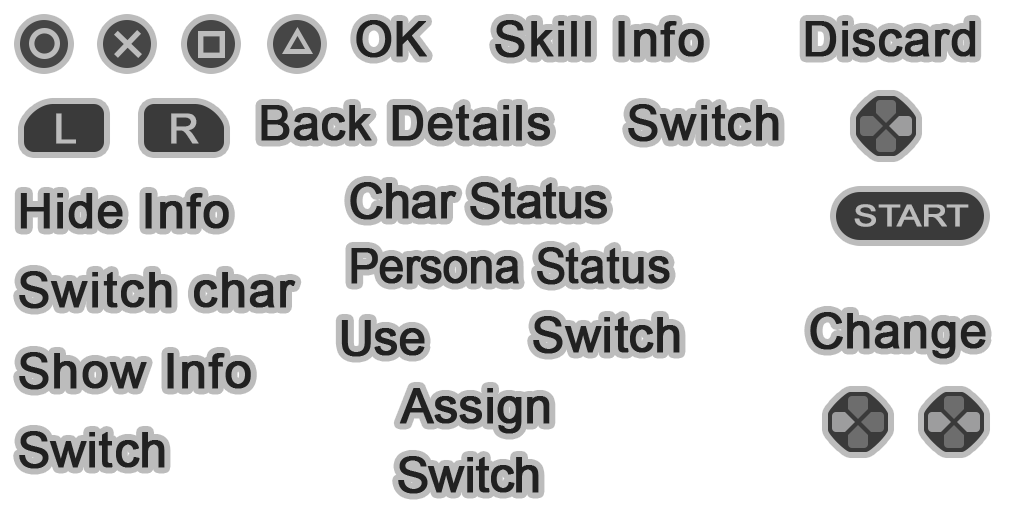 OK Skill Info Discard
L R Back Details Switch
Hide Info Char Status START
Persona Status
Switch char
Use Switch Change
Show Info
Assign
Switch
Switch